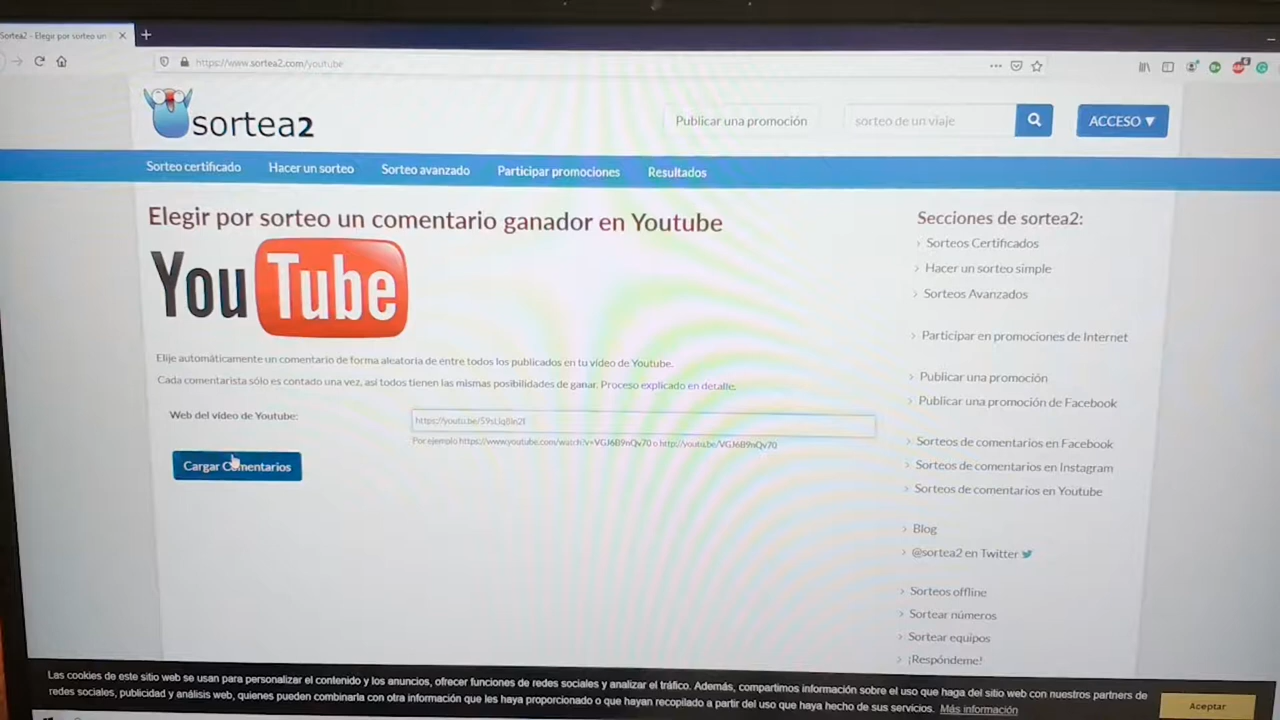 Sortea2 - Elegir por sorteo un
https://www.sortea2.com/youtube
sortea2
Publicar una promoción
sorteo de un viaje
ACCESO ▼
Sorteo certificado
Hacer un sorteo
Sorteo avanzado
Participar promociones
Resultados
Elegir por sorteo un comentario ganador en Youtube
YouTube
Elije automáticamente un comentario de forma aleatoria de entre todos los publicados en tu vídeo de Youtube.
Cada comentarista sólo es contado una vez, así todos tienen las mismas posibilidades de ganar. Proceso explicado en detalle.
Web del vídeo de Youtube:
Por ejemplo https://www.youtube.com/watch?v=VGJ6B9nQv70 o http://youtu.be/VGJ6B9nQv70
Cargar Comentarios
Secciones de sortea2:
Sorteos Certificados
Hacer un sorteo simple
Sorteos Avanzados
Participar en promociones de Internet
Publicar una promoción
Publicar una promoción de Facebook
Sorteos de comentarios en Facebook
Sorteos de comentarios en Instagram
Sorteos de comentarios en Youtube
Blog
@sortea2 en Twitter
Sorteos offline
Sortear números
Sortear equipos
¡Respóndeme!
Las cookies de este sitio web se usan para personalizar el contenido y los anuncios, ofrecer funciones de redes sociales y analizar el tráfico. Además, compartimos información sobre el uso que haga del sitio web con nuestros partners de
redes sociales, publicidad y análisis web, quienes pueden combinarla con otra información que les haya proporcionado o que hayan recopilado a partir del uso que haya hecho de sus servicios. Más información
Aceptar